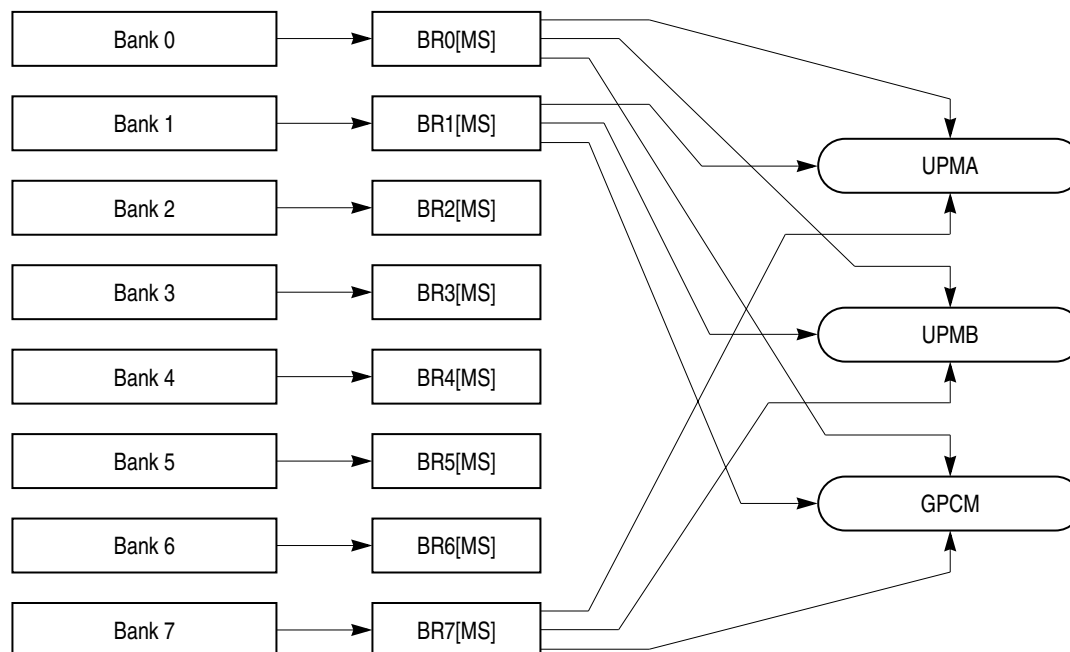 Bank 0
BR0[MS]
Bank 1
BR1[MS]
UPMA
Bank 2
BR2[MS]
Bank 3
BR3[MS]
UPMB
Bank 4
BR4[MS]
Bank 5
BR5[MS]
GPCM
Bank 6
BR6[MS]
Bank 7
BR7[MS]